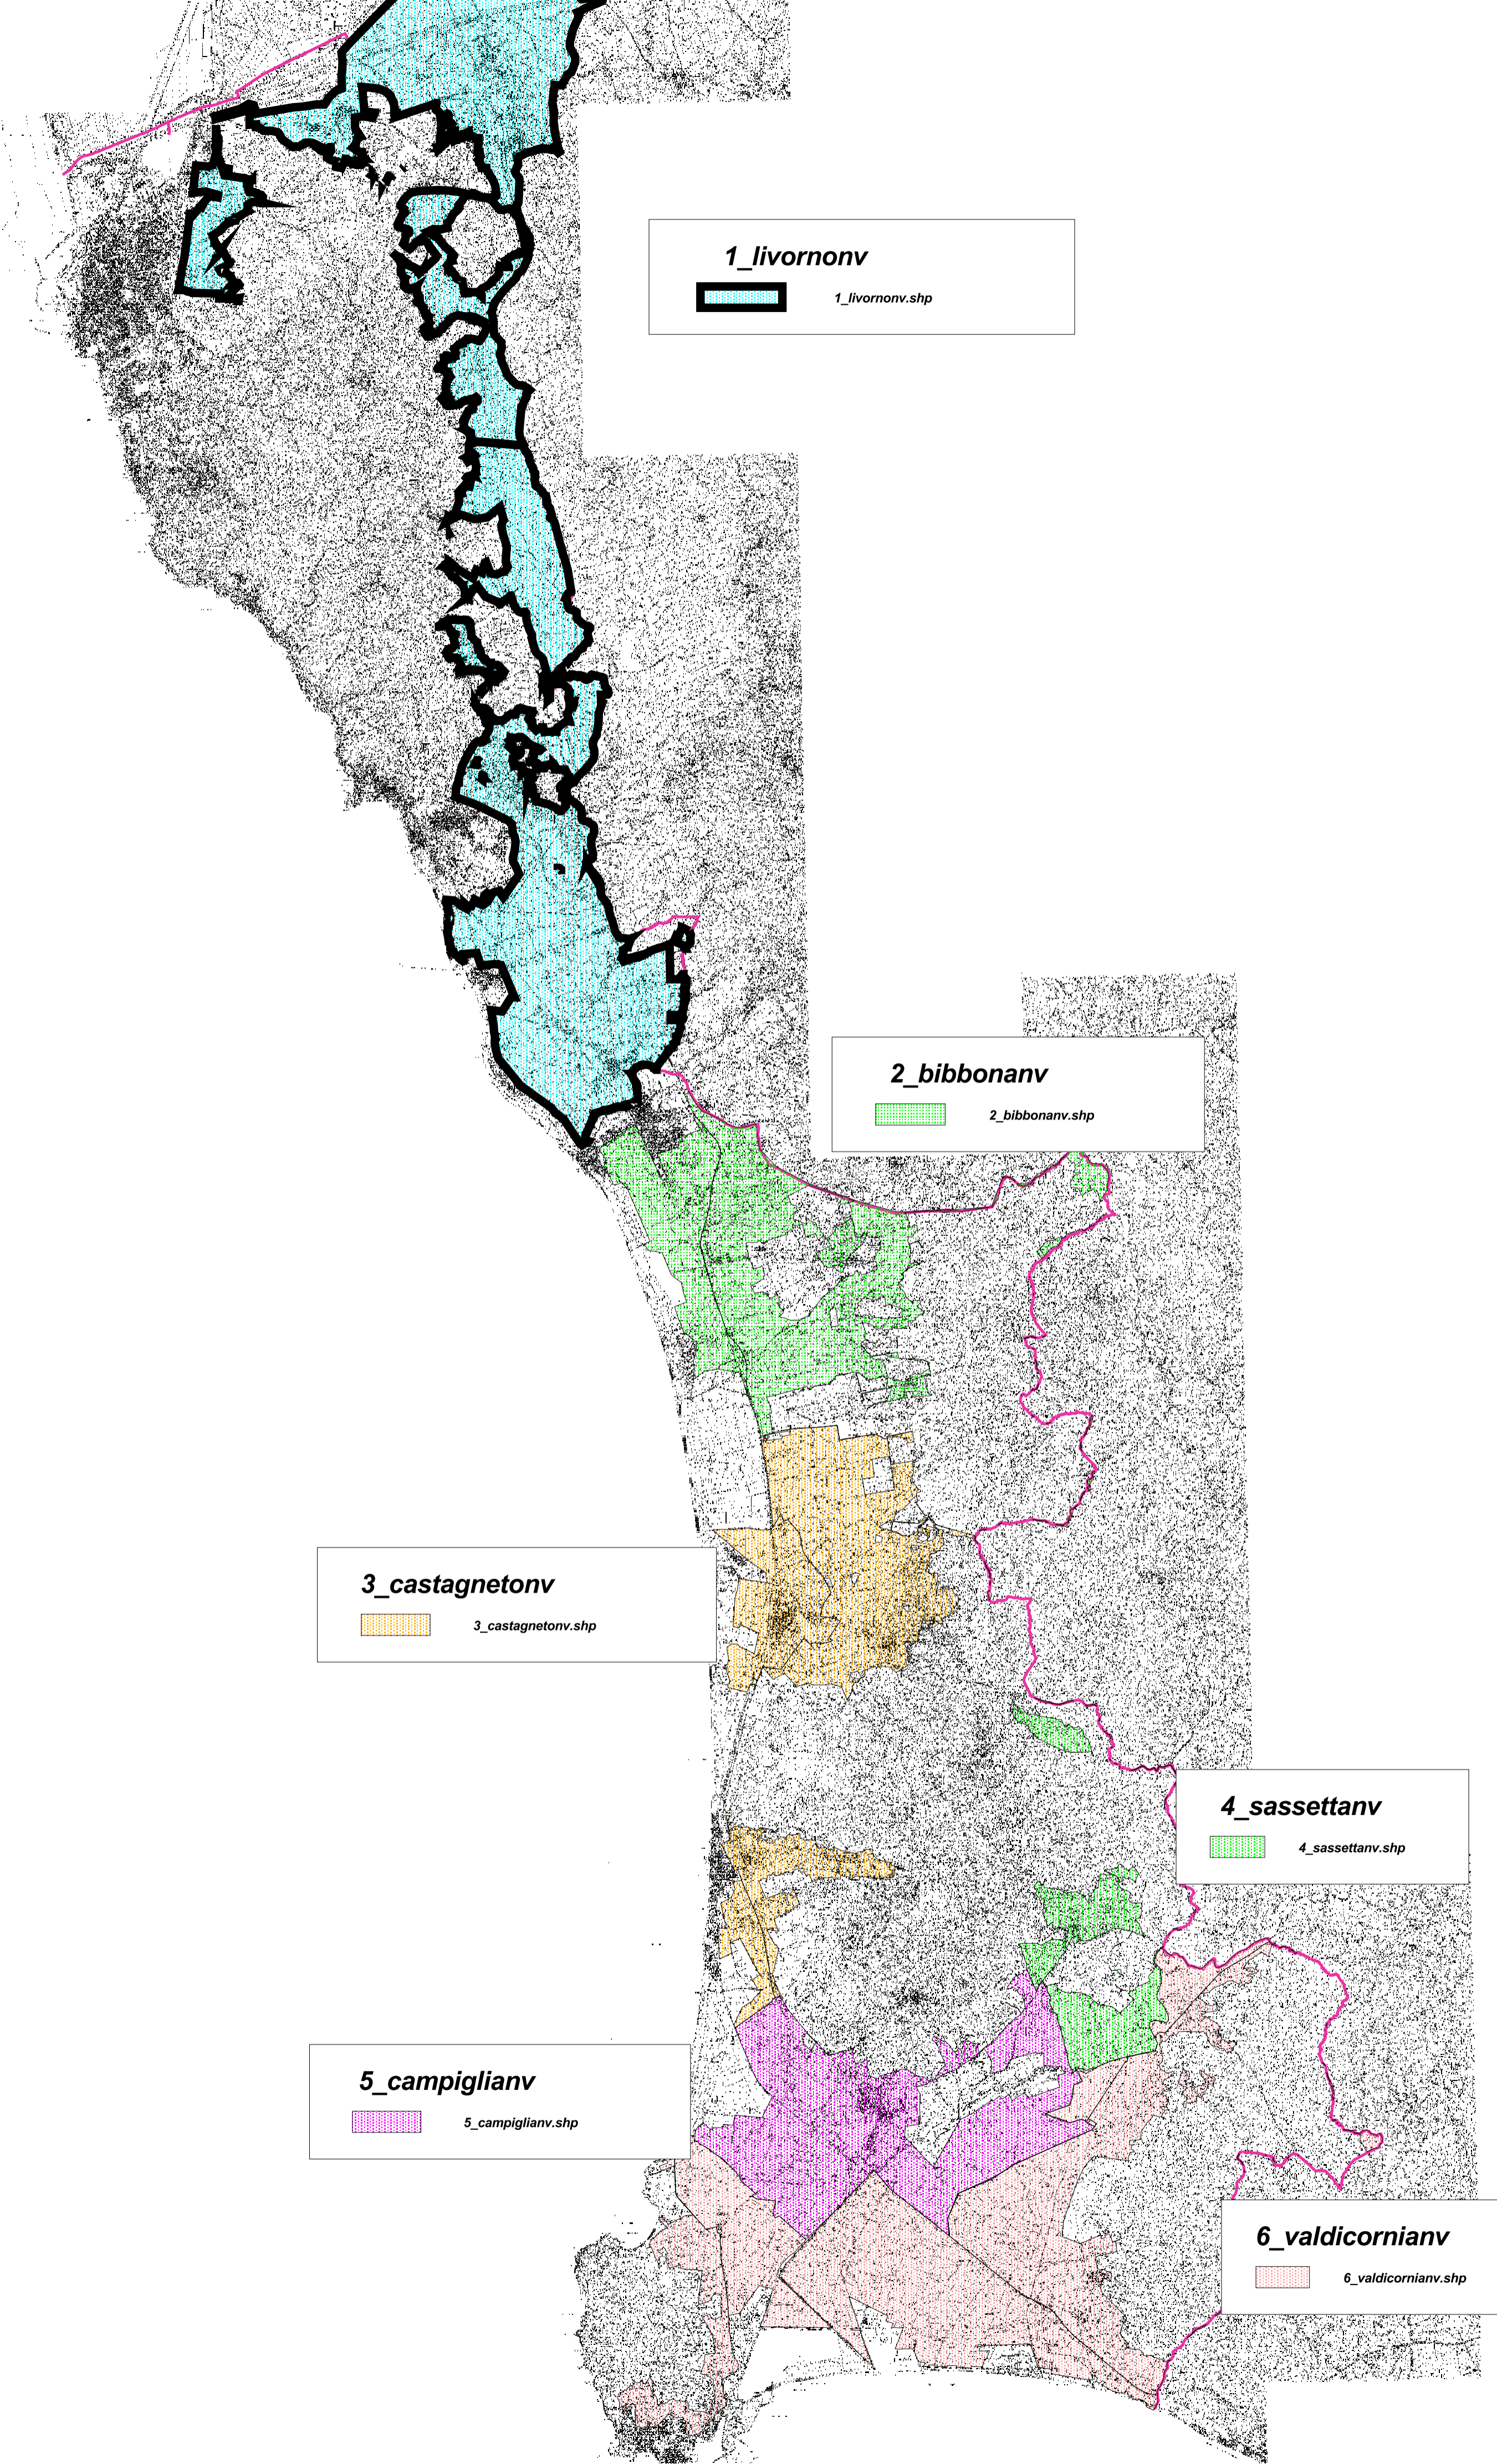 1_livornonv
1_livornonv.shp
2_bibbonanv
2_bibbonanv.shp
3_castagnetonv
3_castagnetonv.shp
4_sassettanv
4_sassettanv.shp
5_campiglianv
5_campiglianv.shp
6_valdicornianv
6_valdicornianv.shp